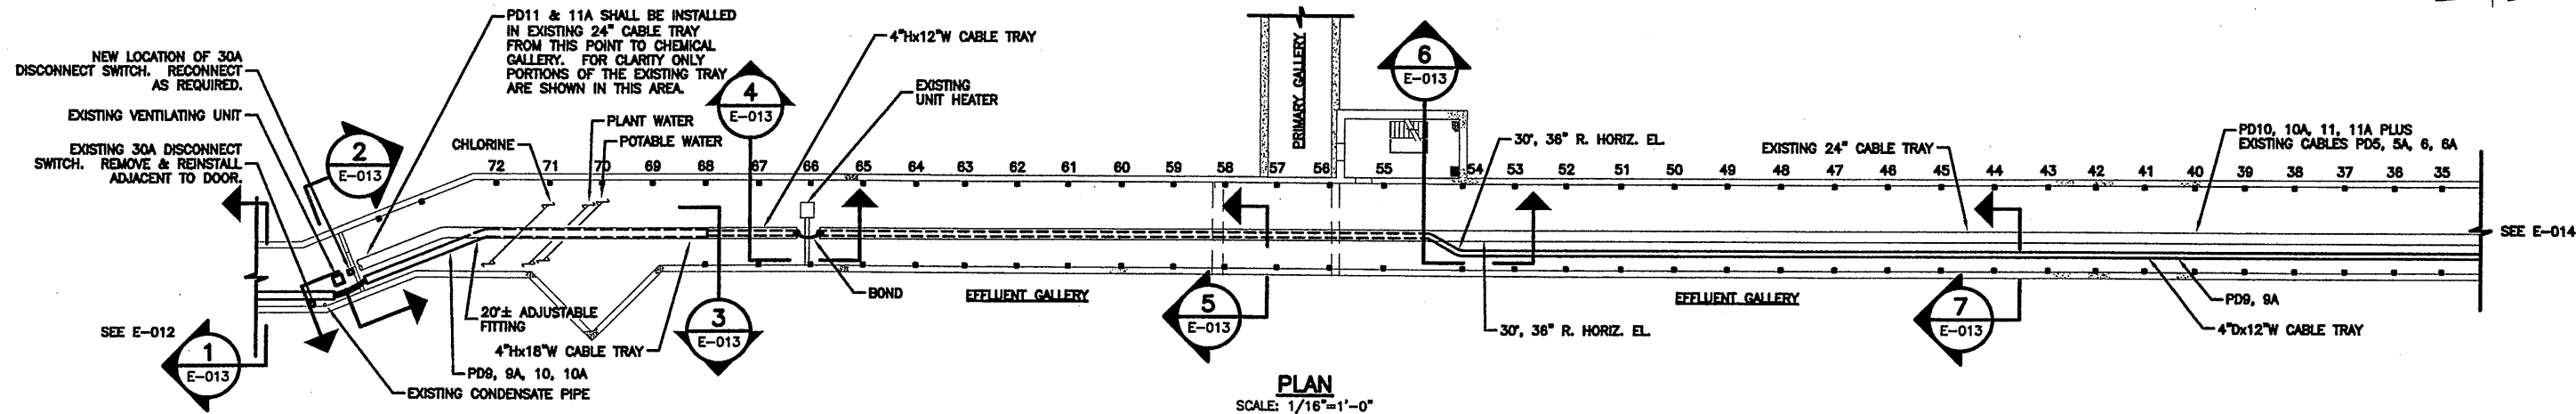 PD11 & 11A SHALL BE INSTALLED
IN EXISTING 24" CABLE TRAY
FROM THIS POINT TO CHEMICAL
GALLERY. FOR CLARITY ONLY
PORTIONS OF THE EXISTING TRAY
ARE SHOWN IN THIS AREA.
NEW LOCATION OF 30A
DISCONNECT SWITCH. RECONNECT
AS REQUIRED.
EXISTING VENTILATING UNIT
EXISTING 30A DISCONNECT
SWITCH. REMOVE & REINSTALL
ADJACENT TO DOOR.
2
E-013
4
E-013
4"Hx12"W CABLE TRAY
EXISTING
UNIT HEATER
CHLORINE
PLANT WATER
POTABLE WATER
PRIMARY GALLERY
6
E-013
30°, 36" R. HORIZ. EL.
EXISTING 24" CABLE TRAY
PD10, 10A, 11, 11A PLUS
EXISTING CABLES PD5, 5A, 6, 6A
72 71 70 69 68 67 66 65 64 63 62 61 60 59 58 57 56 55 54 53 52 51 50 49 48 47 46 45 44 43 42 41 40 39 38 37 36 35
SEE E-014
SEE E-012
1
E-013
20°± ADJUSTABLE
FITTING
4"Hx18"W CABLE TRAY
PD9, 9A, 10, 10A
EXISTING CONDENSATE PIPE
3
E-013
BOND
EFFLUENT GALLERY
5
E-013
30°, 36" R. HORIZ. EL.
EFFLUENT GALLERY
7
E-013
PD9, 9A
4"Dx12"W CABLE TRAY
PLAN
SCALE: 1/16"=1'-0"